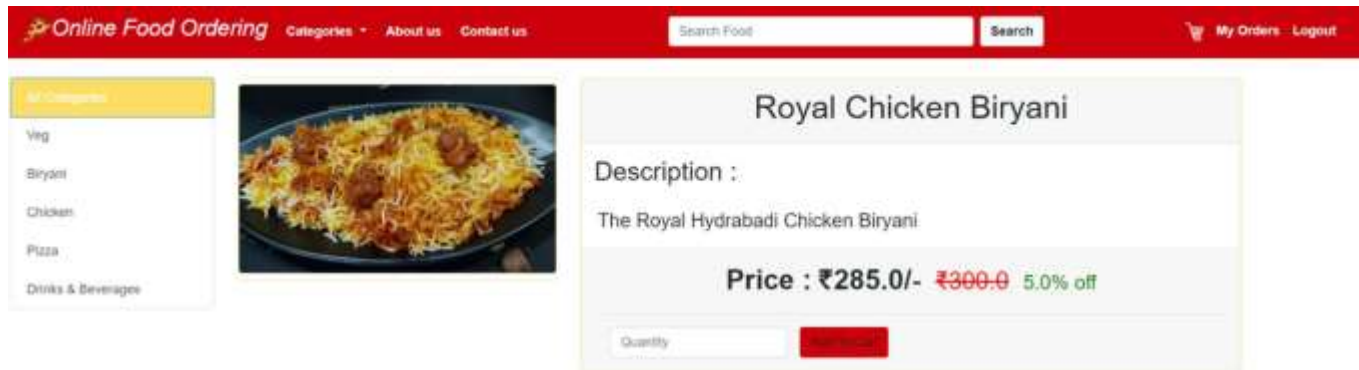 Online Food Ordering Categories About us Contact us Search Food Search My Orders Logout
All Categories
Veg
Biryani
Chicken
Pizza
Drinks & Beverages
Royal Chicken Biryani
Description :
The Royal Hydrabadi Chicken Biryani
Price : ₹285.0/- ₹300.0 5.0% off
Quantity